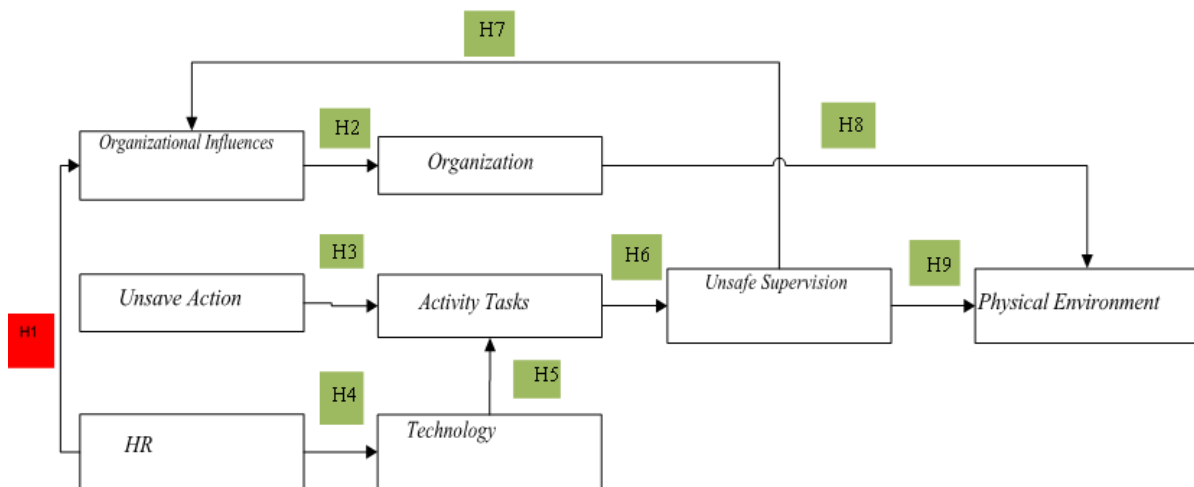 H7
H2
H8
Organizational Influences
Organization
H3
H6
H9
Unsave Action
Activity Tasks
Unsafe Supervision
Physical Environment
H1
H4
H5
HR
Technology